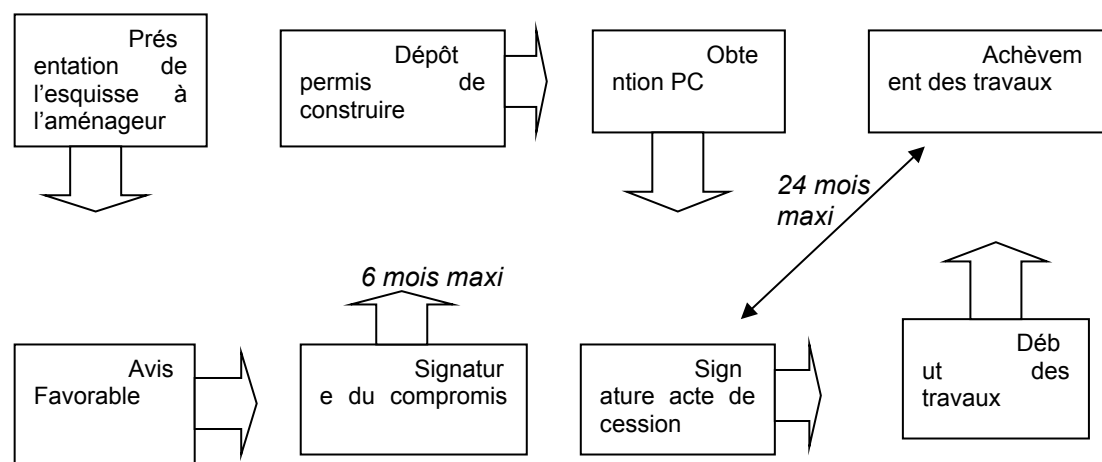 Prés
entation de
l'esquisse à
l'aménageur
Dépôt
permis de
construire
Obte
ntion PC
Achèvem
ent des travaux
24 mois
maxi
6 mois maxi
Avis
Favorable
Signatur
e du compromis
Sign
ature acte de
cession
Déb
ut des
travaux